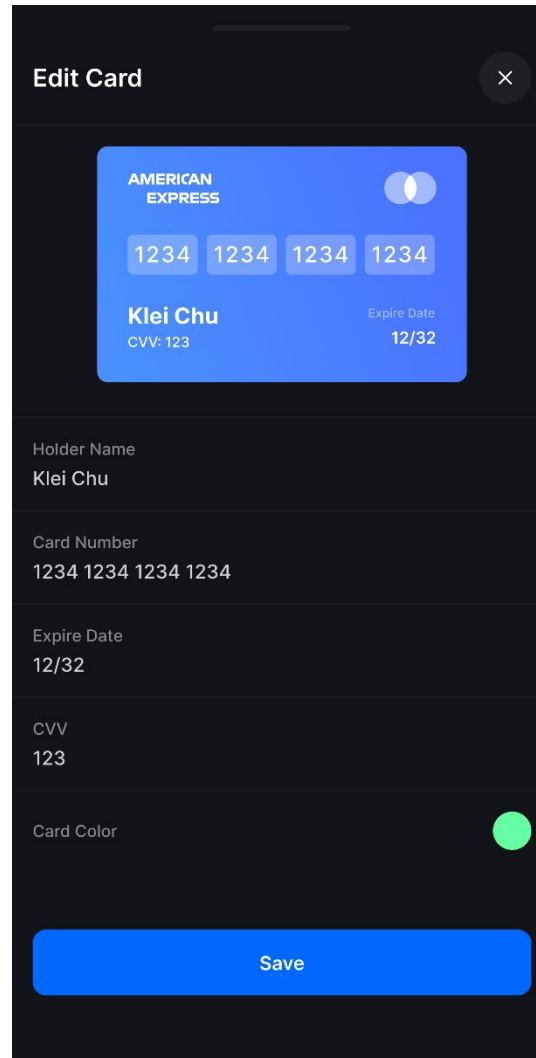 Edit Card
AMERICAN
EXPRESS
1234 1234 1234 1234
Klei Chu
CVV: 123
Expire Date
12/32
Holder Name
Klei Chu
Card Number
1234 1234 1234 1234
Expire Date
12/32
CVV
123
Card Color
Save